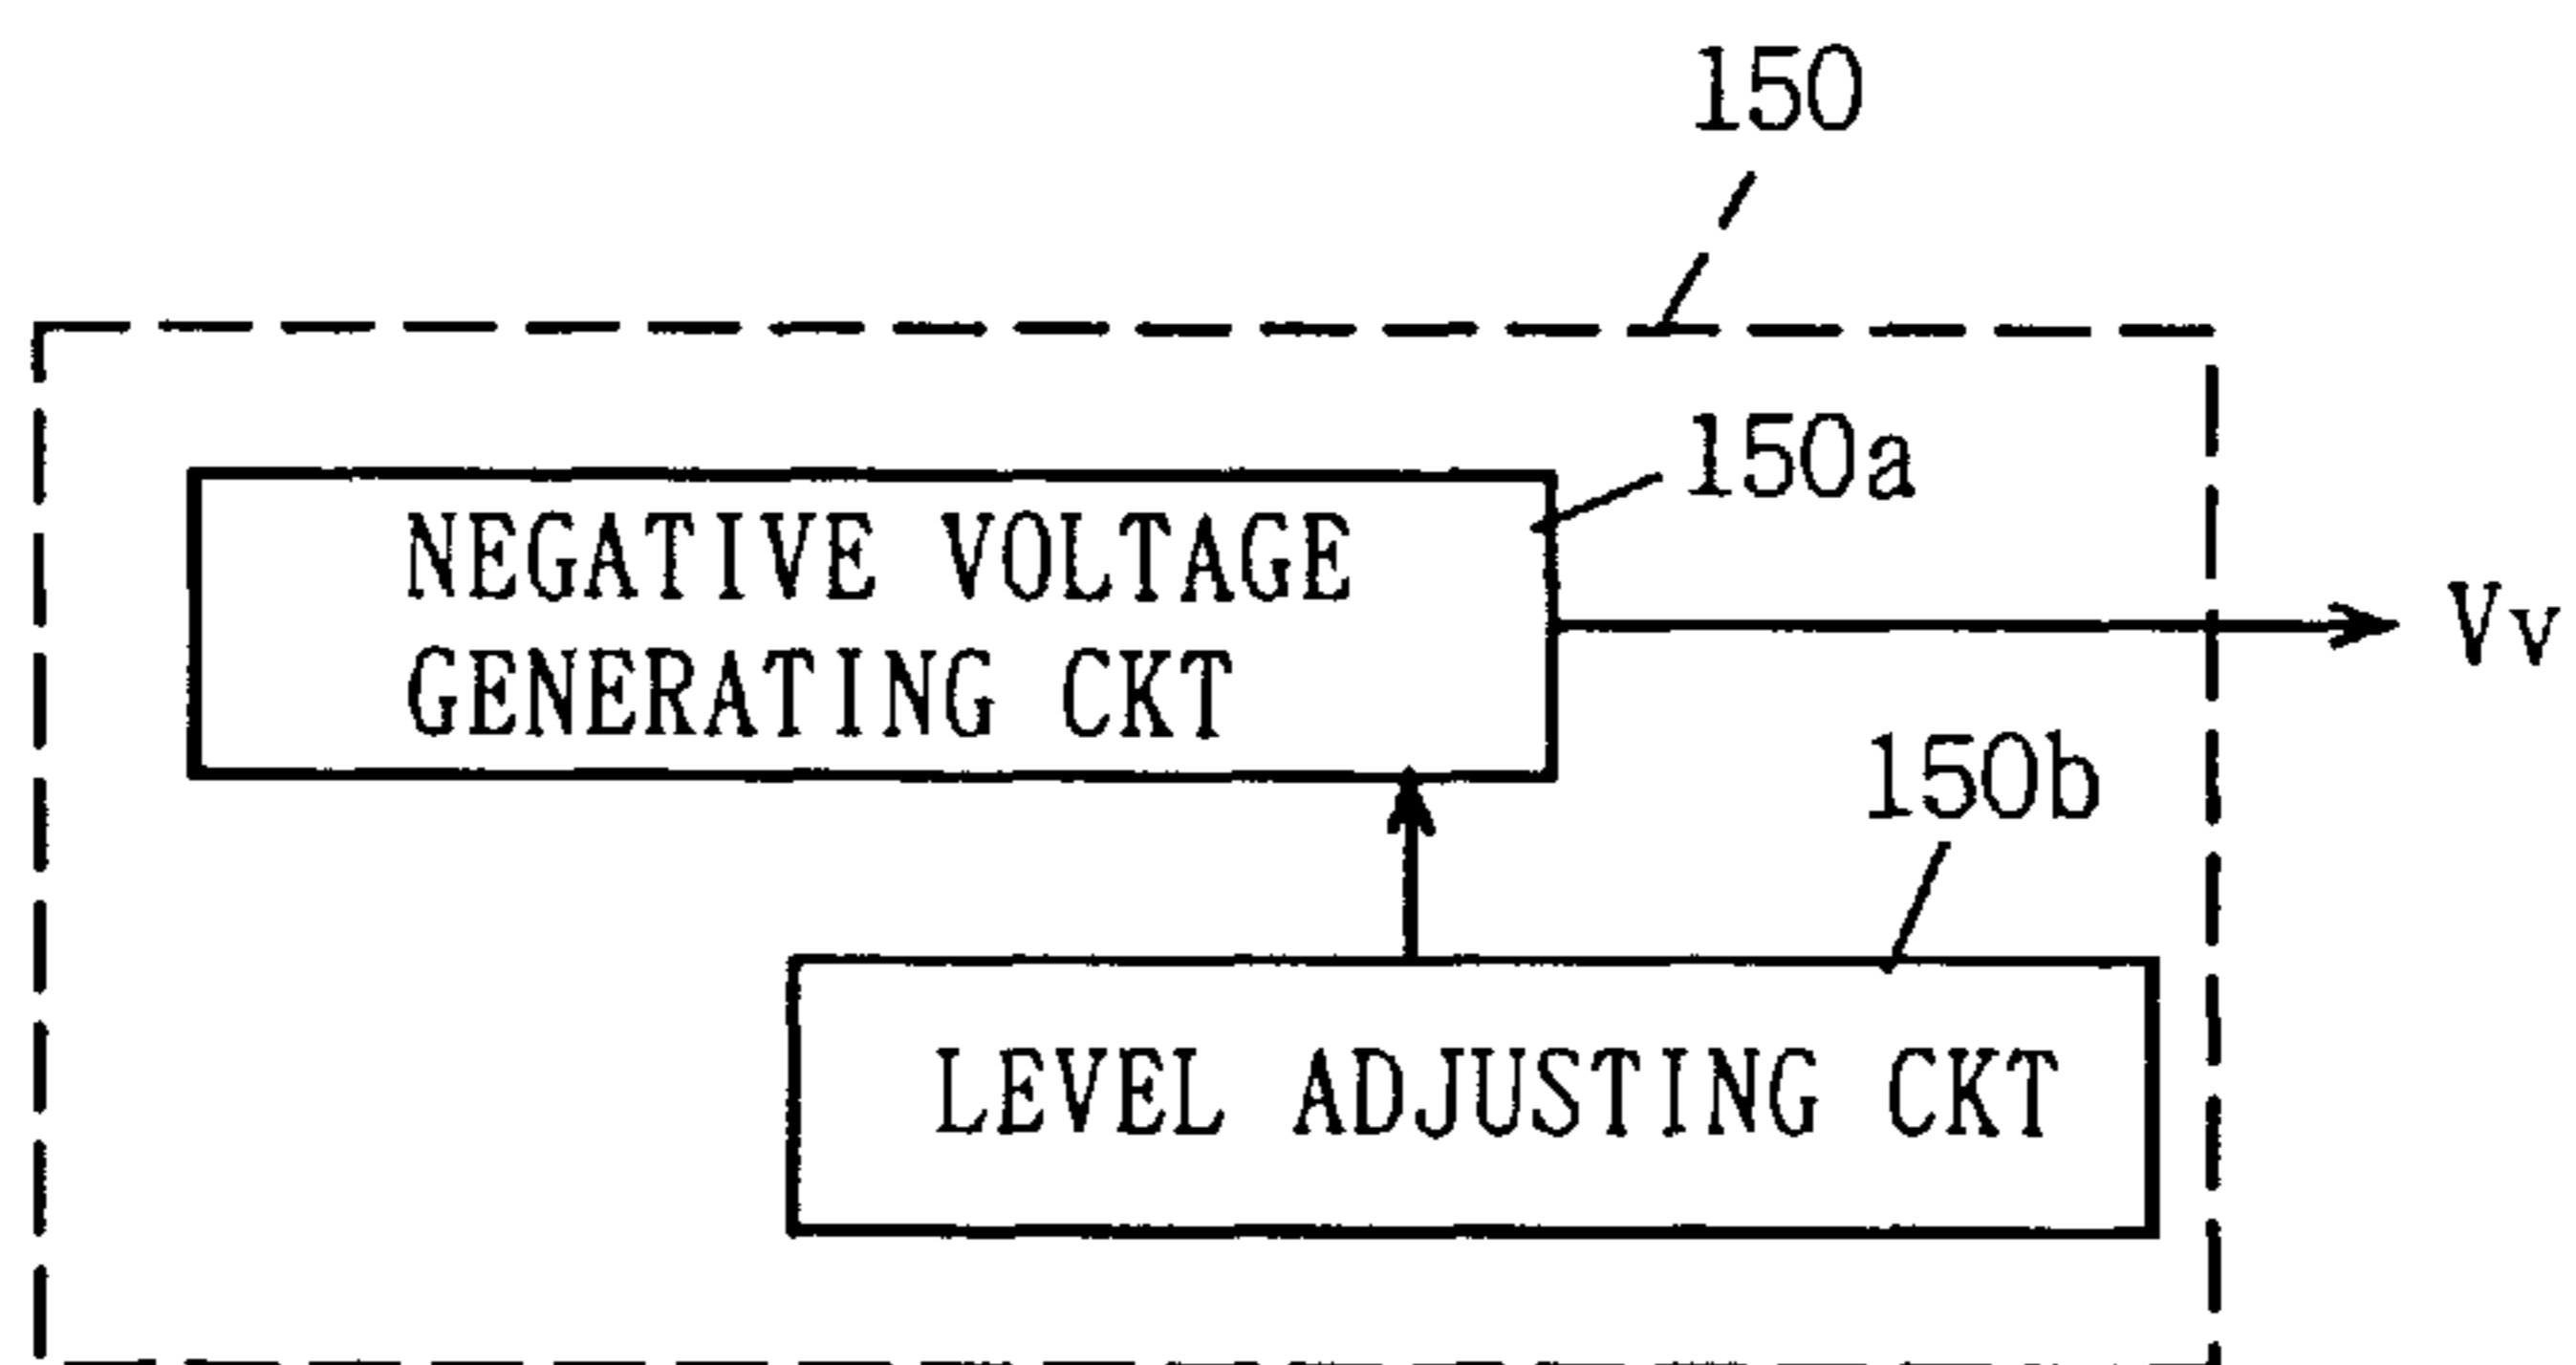 150
150a
NEGATIVE VOLTAGE
GENERATING CKT
Vv
150b
LEVEL ADJUSTING CKT